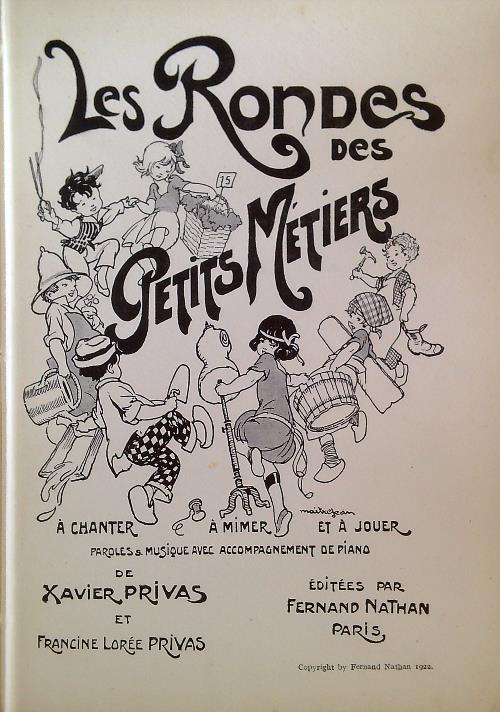 Les Rondes
des
Petits Métiers
15
maitrejean
À CHANTER À MIMER ET À JOUER
PAROLES & MUSIQUE AVEC ACCOMPAGNEMENT DE PIANO
DE
XAVIER PRIVAS
ET
FRANCINE LORÉE PRIVAS
ÉDITÉES PAR
FERNAND NATHAN
PARIS
Copyright by Fernand Nathan 1922.